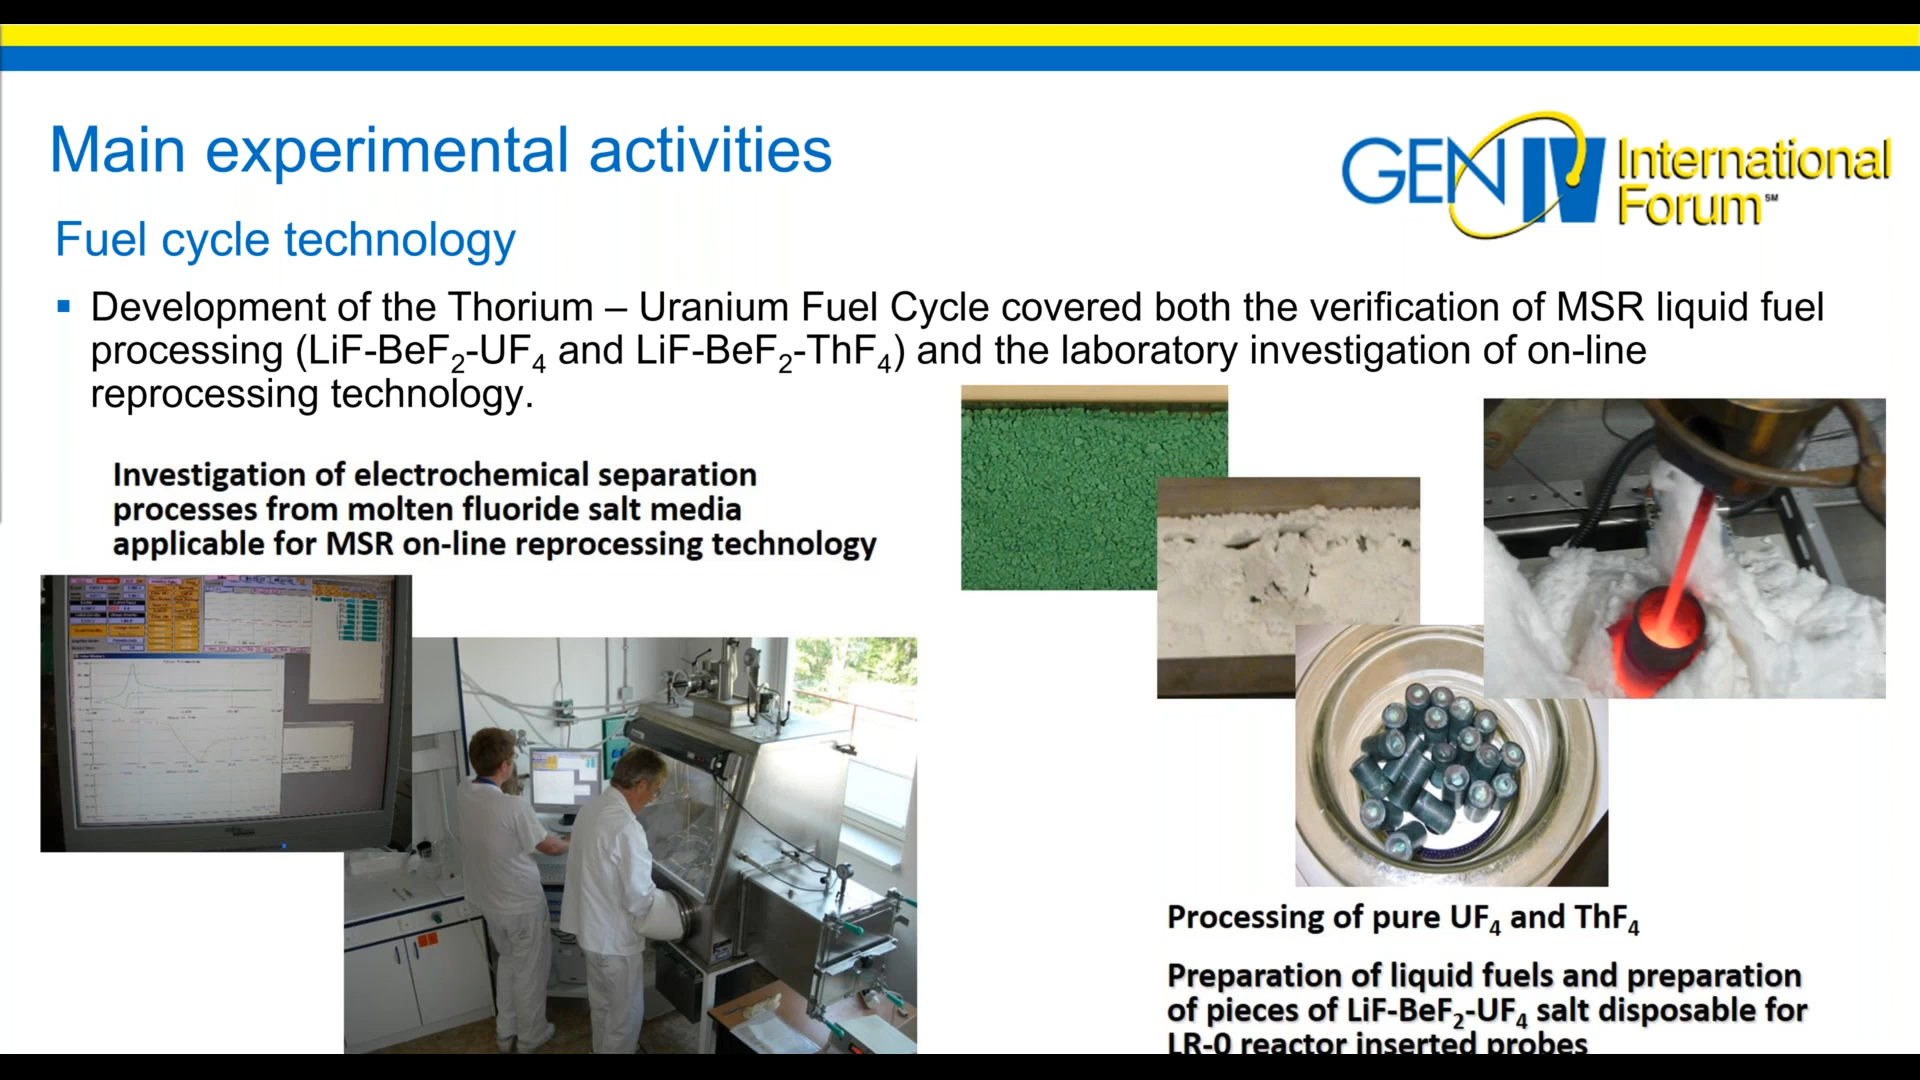 Main experimental activities
GEN IV International
Forum℠
Fuel cycle technology
▪ Development of the Thorium – Uranium Fuel Cycle covered both the verification of MSR liquid fuel
processing (LiF-BeF₂-UF₄ and LiF-BeF₂-ThF₄) and the laboratory investigation of on-line
reprocessing technology.
Investigation of electrochemical separation
processes from molten fluoride salt media
applicable for MSR on-line reprocessing technology
Processing of pure UF₄ and ThF₄
Preparation of liquid fuels and preparation
of pieces of LiF-BeF₂-UF₄ salt disposable for
LR-0 reactor inserted probes